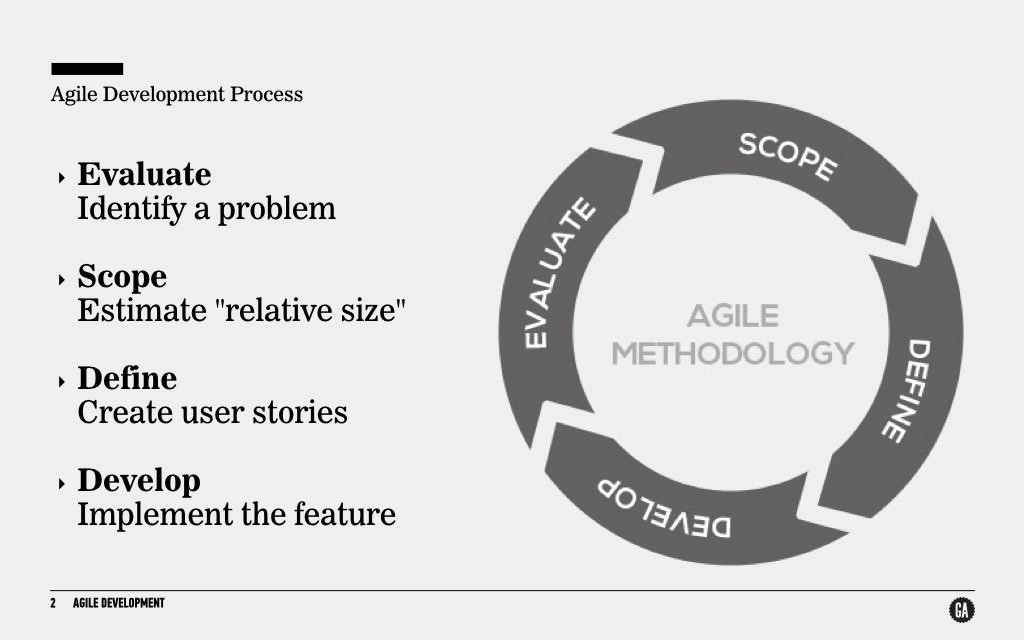 Agile Development Process
Evaluate
Identify a problem
Scope
Estimate "relative size"
Define
Create user stories
Develop
Implement the feature
SCOPE
EVALUATE
AGILE
METHODOLOGY
DEFINE
DEVELOP
2 AGILE DEVELOPMENT
GA